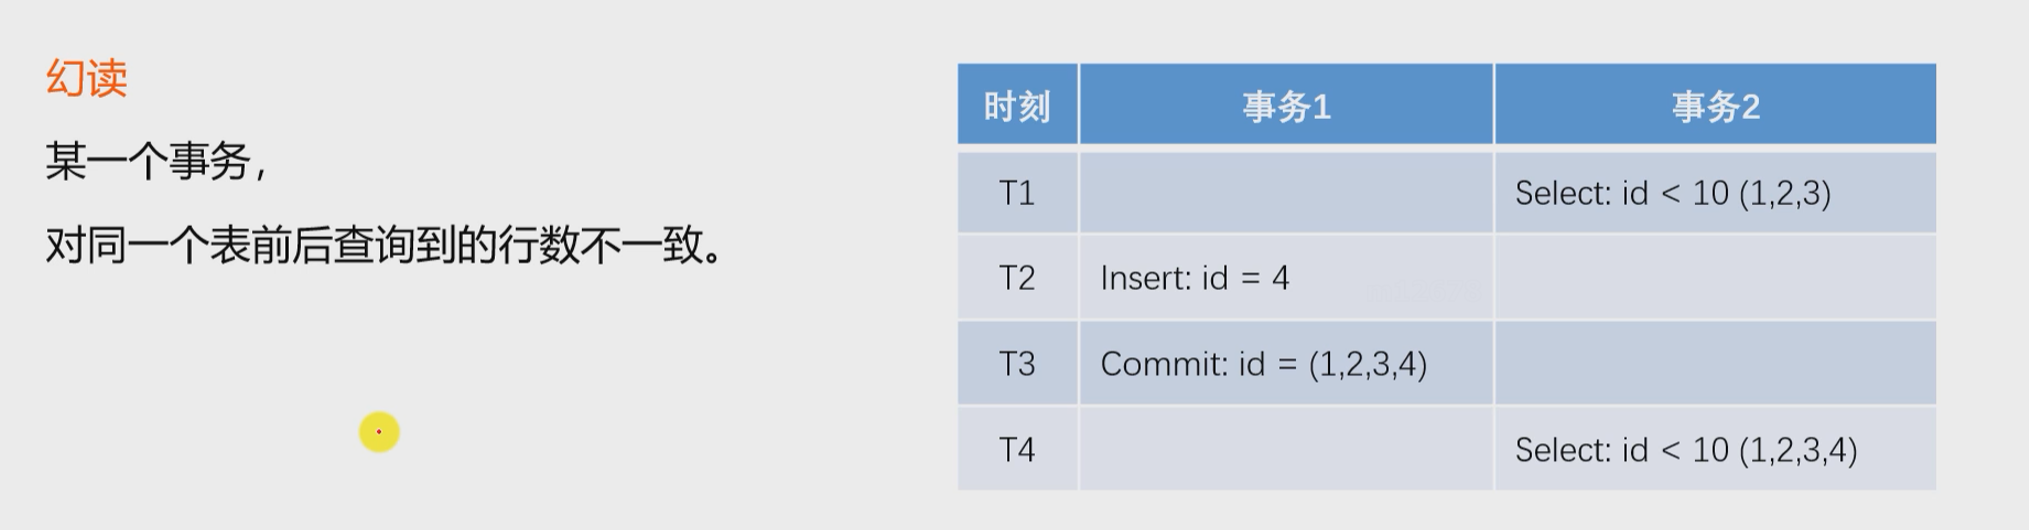 幻读
某一个事务，
对同一个表前后查询到的行数不一致。
时刻 事务1 事务2
T1 Select: id < 10 (1,2,3)
T2 Insert: id = 4
T3 Commit: id = (1,2,3,4)
T4 Select: id < 10 (1,2,3,4)